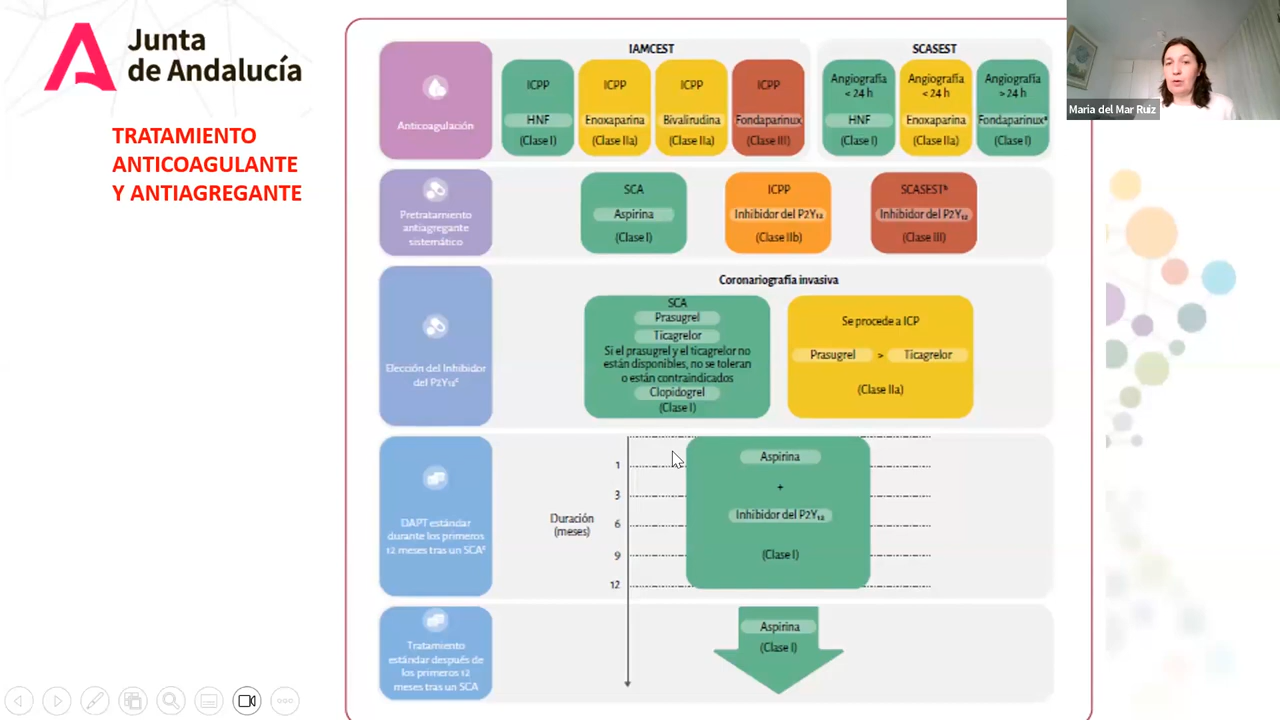 Junta
de Andalucía
TRATAMIENTO
ANTICOAGULANTE
Y ANTIAGREGANTE
Maria del Mar Ruiz
IAMCEST
SCASEST
Anticoagulación
ICPP
HNF
(Clase I)
ICPP
Enoxaparina
(Clase IIa)
ICPP
Bivalirudina
(Clase IIa)
ICPP
Fondaparinux
(Clase III)
Angiografía
< 24 h
HNF
(Clase I)
Angiografía
< 24 h
Enoxaparina
(Clase IIa)
Angiografía
> 24 h
Fondaparinuxª
(Clase I)
Pretratamiento
antiagregante
sistemático
SCA
Aspirina
(Clase I)
ICPP
Inhibidor del P2Y₁₂
(Clase IIb)
SCASESTᵇ
Inhibidor del P2Y₁₂
(Clase III)
Elección del Inhibidor
del P2Y₁₂ᶜ
Coronariografía invasiva
SCA
Prasugrel
Ticagrelor
Si el prasugrel y el ticagrelor no
están disponibles, no se toleran
o están contraindicados
Clopidogrel
(Clase I)
Se procede a ICP
Prasugrel > Ticagrelor
(Clase IIa)
DAPT estándar
durante los primeros
12 meses tras un SCAᶜ
Duración
(meses)
1
3
6
9
12
Aspirina
+
Inhibidor del P2Y₁₂
(Clase I)
Tratamiento
estándar después de
los primeros 12
meses tras un SCA
Aspirina
(Clase I)